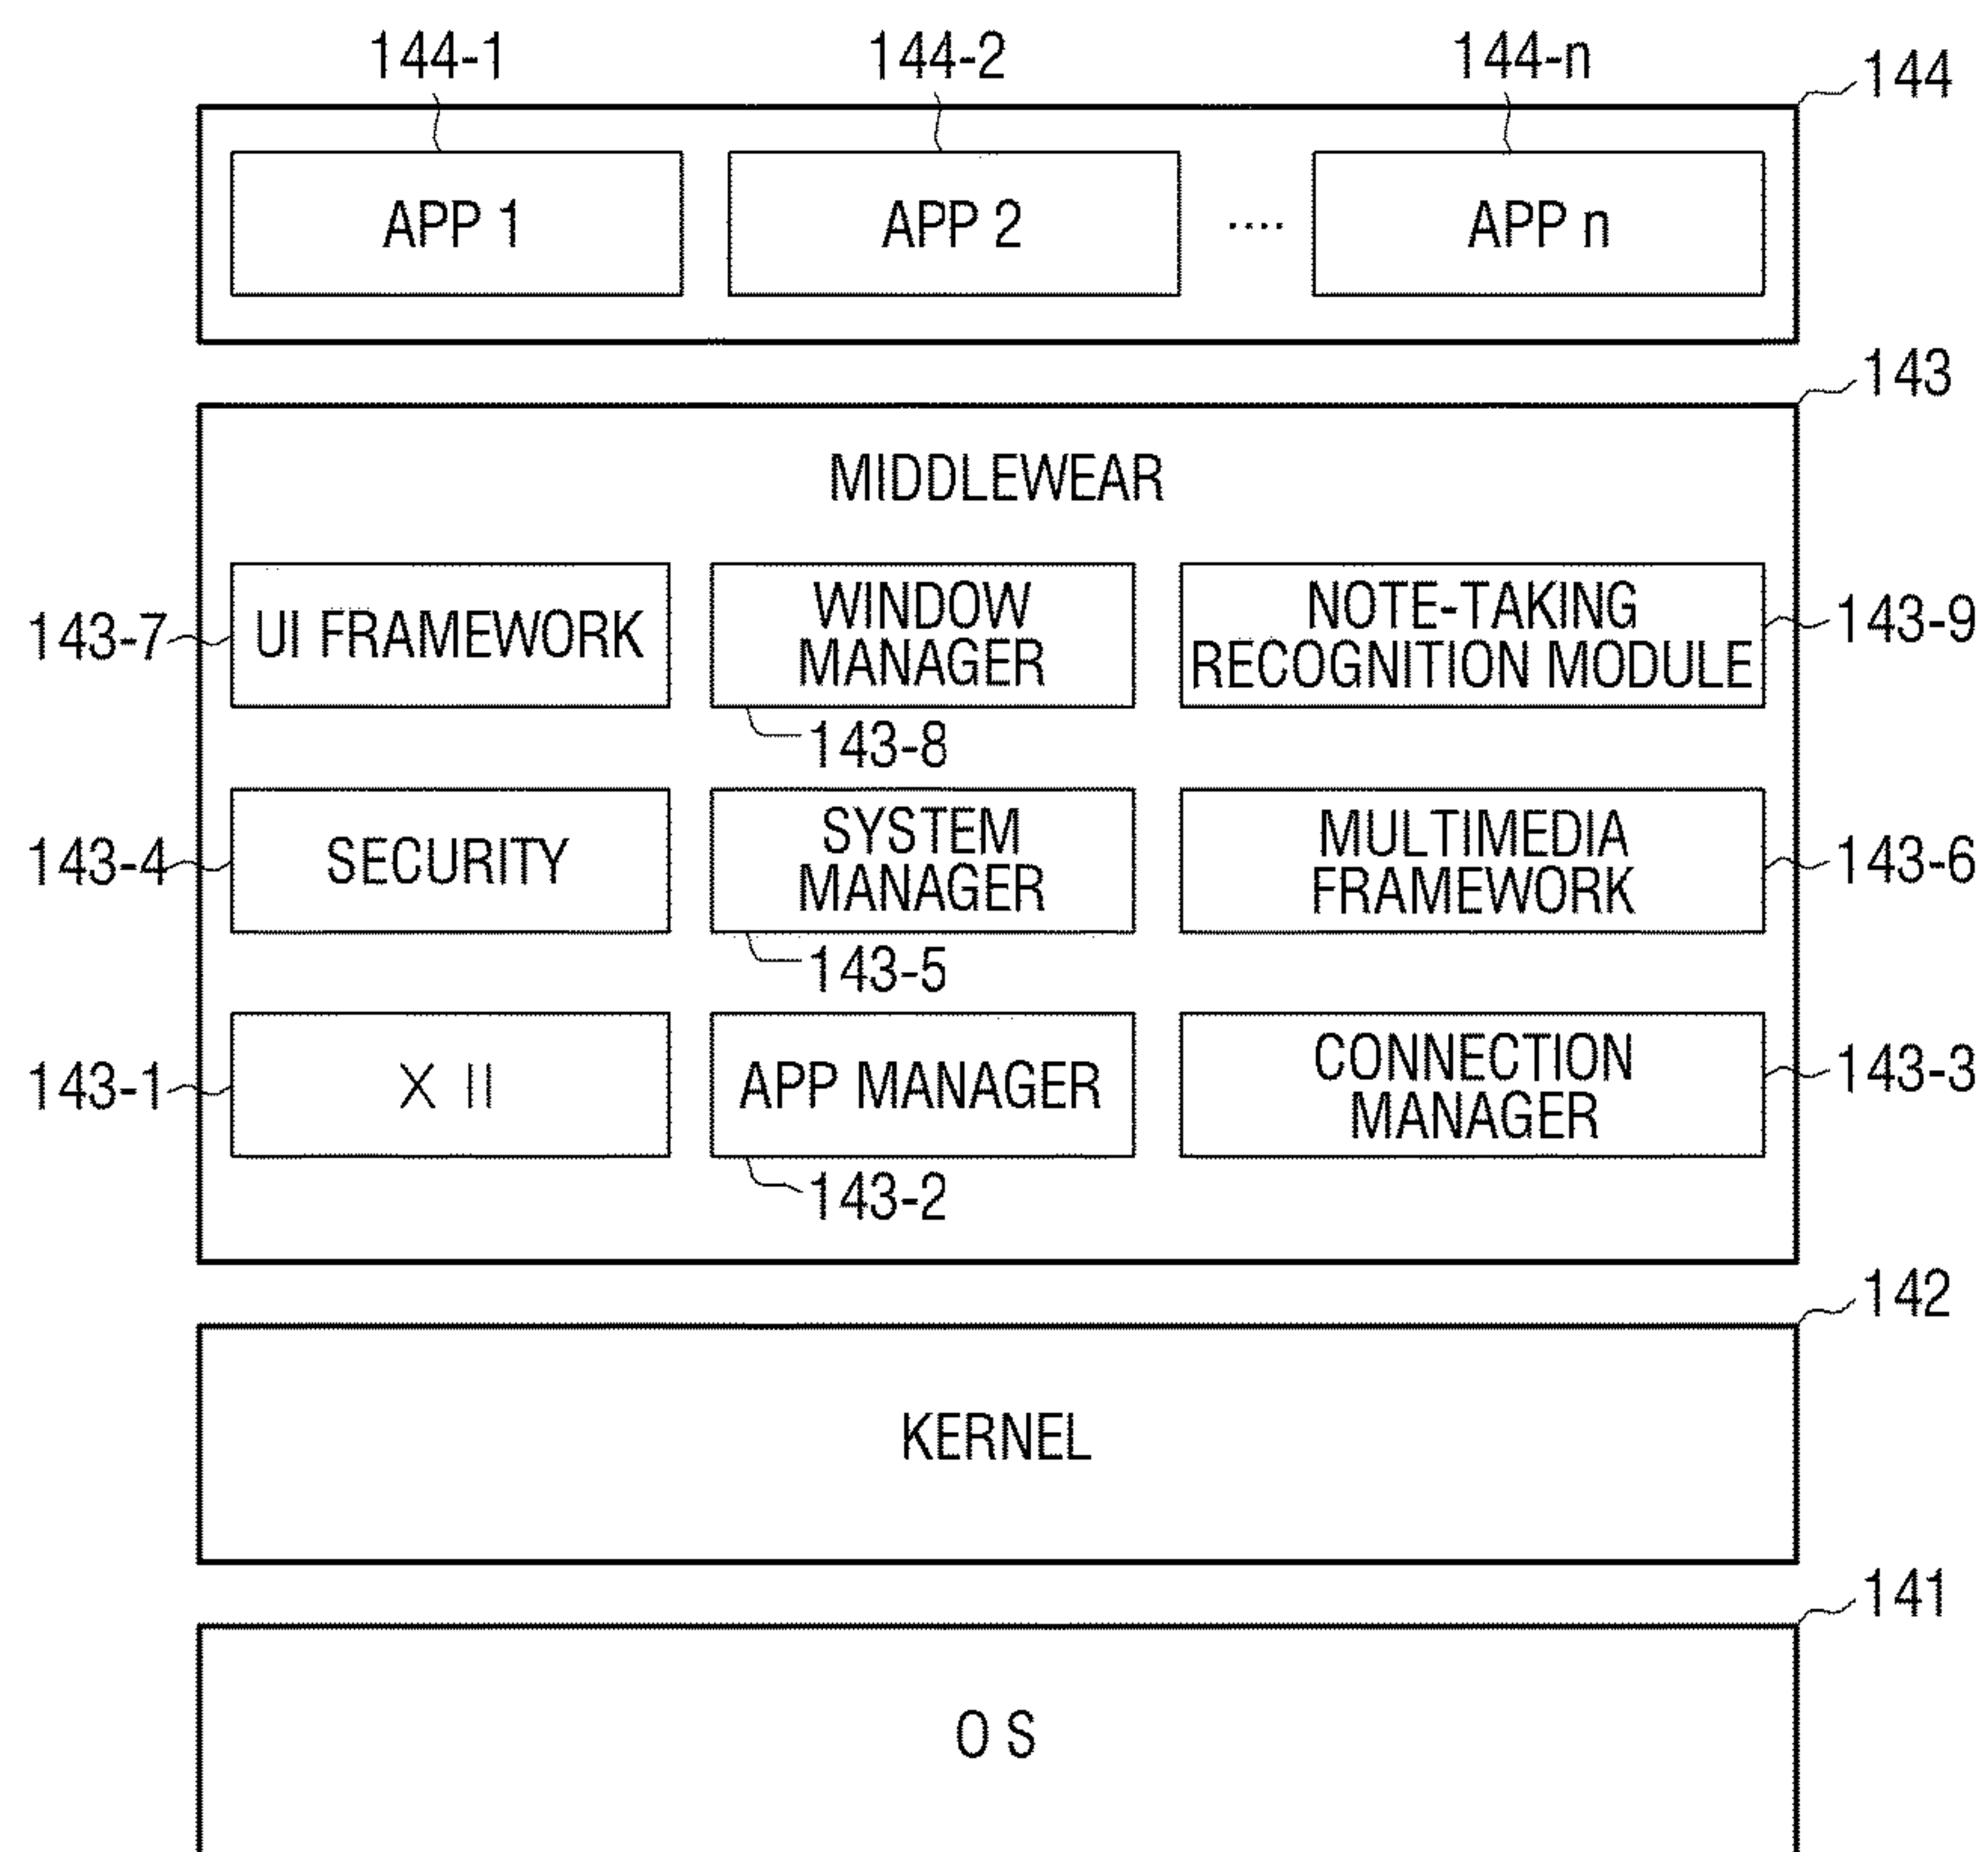 144-1 144-2 144-n 144
APP 1 APP 2 .... APP n
143
MIDDLEWEAR
143-7 UI FRAMEWORK
WINDOW
MANAGER
143-8
NOTE-TAKING
RECOGNITION MODULE
143-9
143-4 SECURITY
SYSTEM
MANAGER
143-5
MULTIMEDIA
FRAMEWORK
143-6
143-1 X II
APP MANAGER
143-2
CONNECTION
MANAGER
143-3
142
KERNEL
141
O S